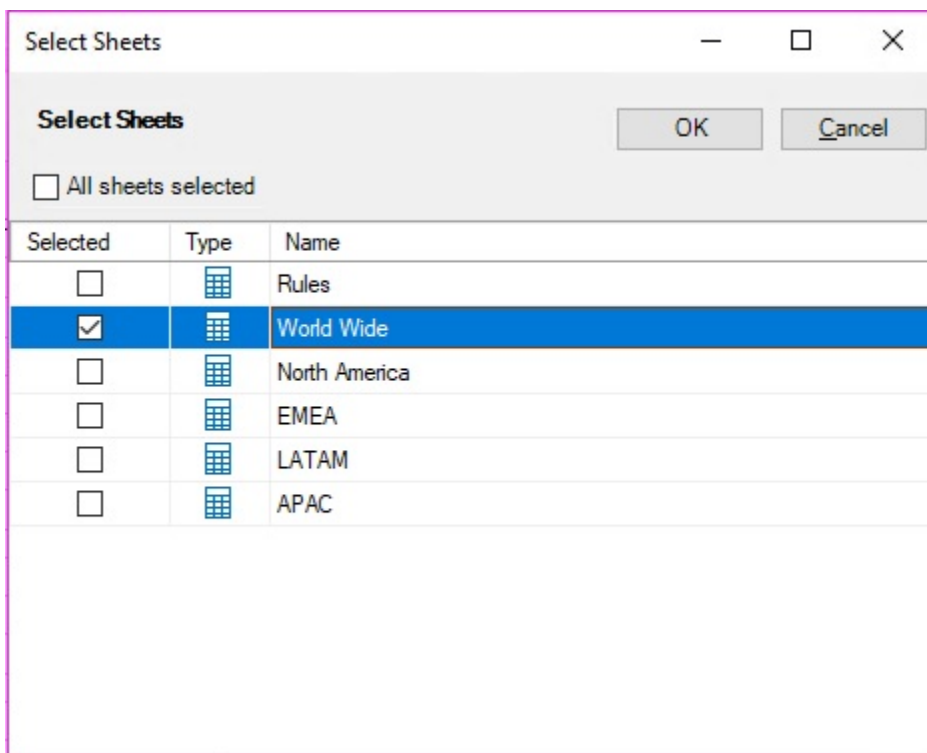 Select Sheets
Select Sheets
OK
Cancel
All sheets selected
Selected Type Name
Rules
World Wide
North America
EMEA
LATAM
APAC